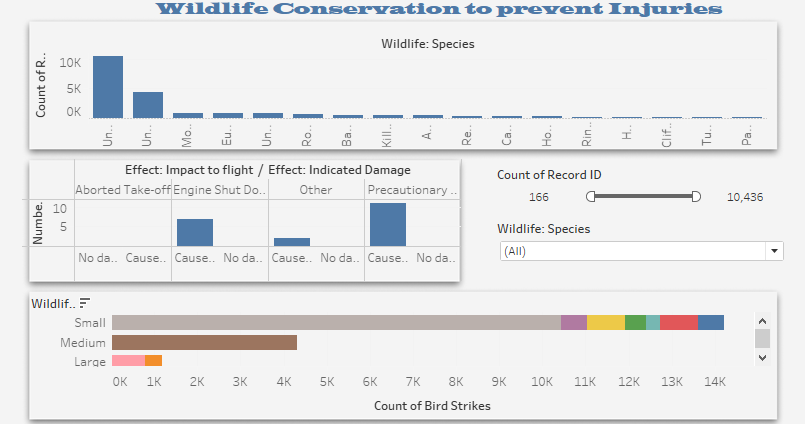 Wildlife Conservation to prevent Injuries
Wildlife: Species
Count of R..
10K
5K
0K
Un.. Un.. Mo.. Eu.. Un.. Ro.. Ba.. Kill.. A.. Re.. Ca.. Ho.. Rin.. H.. Clif.. Tu.. Pa..
Effect: Impact to flight / Effect: Indicated Damage
Aborted Take-off Engine Shut Do.. Other Precautionary ..
Numbe..
10
5
No da.. Cause.. Cause.. No da.. Cause.. No da.. Cause.. No da..
Count of Record ID
166 10,436
Wildlife: Species
(All)
Wildlif..
Small
Medium
Large
0K 1K 2K 3K 4K 5K 6K 7K 8K 9K 10K 11K 12K 13K 14K
Count of Bird Strikes